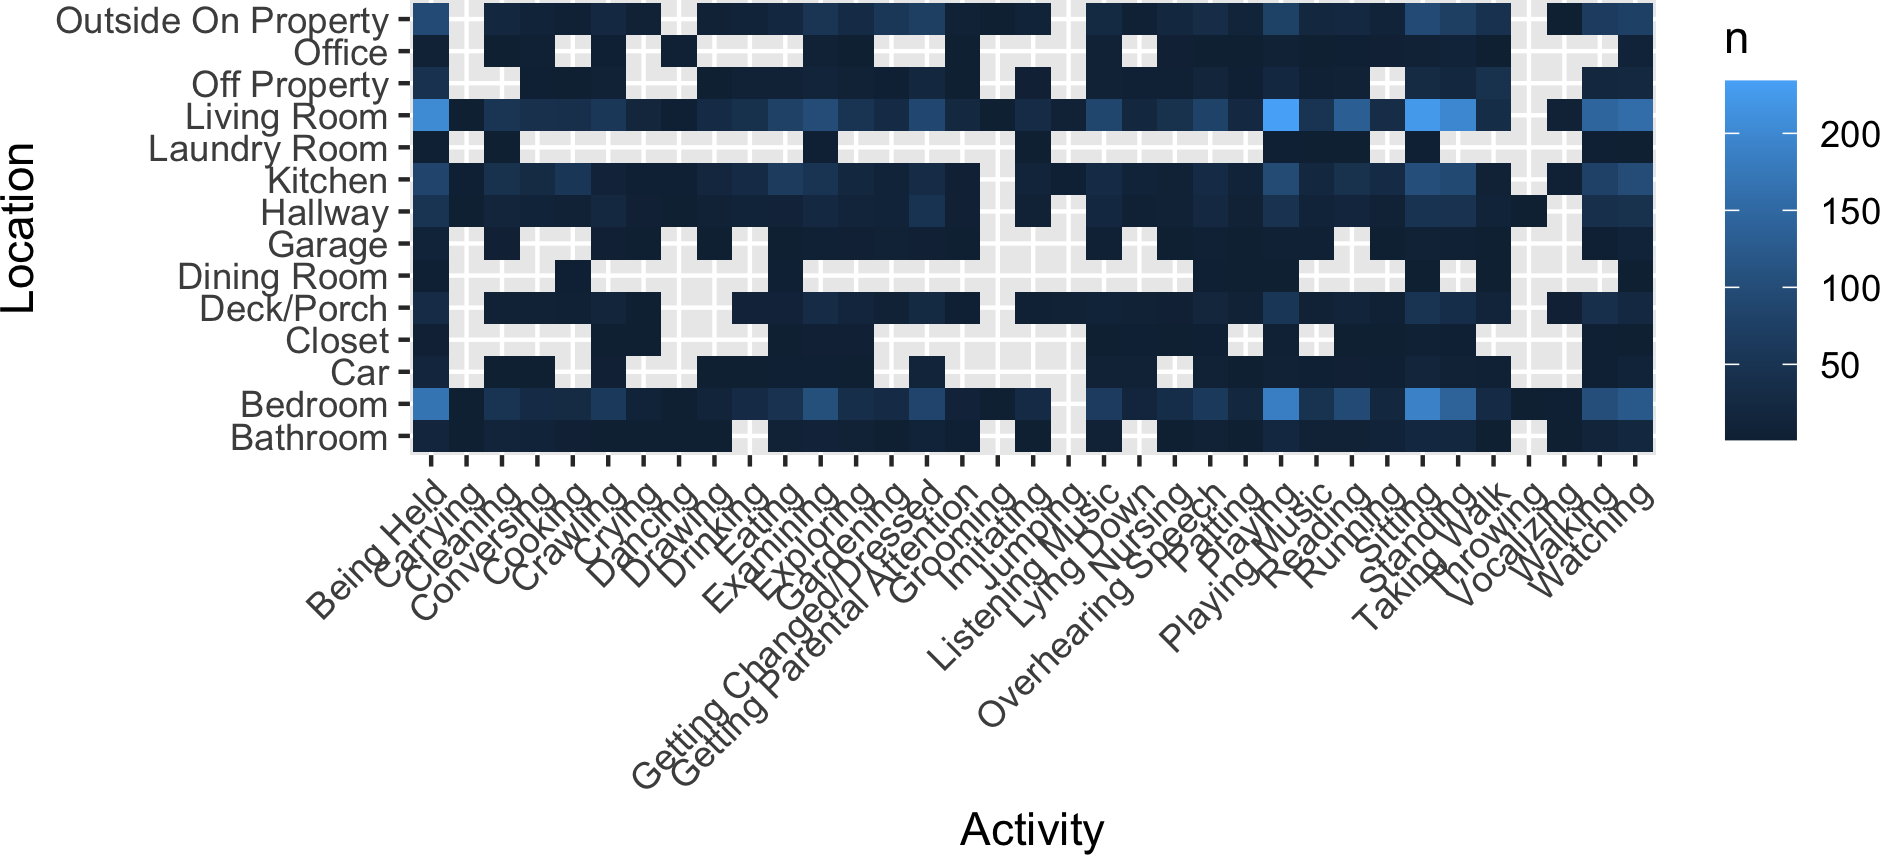 Location
Outside On Property
Office
Off Property
Living Room
Laundry Room
Kitchen
Hallway
Garage
Dining Room
Deck/Porch
Closet
Car
Bedroom
Bathroom
Being Held
Carrying
Cleaning
Conversing
Cooking
Crawling
Crying
Dancing
Drawing
Drinking
Eating
Examining
Exploring
Gardening
Getting Changed/Dressed
Getting Parental Attention
Grooming
Imitating
Jumping
Listening Music
Lying Down
Nursing
Overhearing Speech
Patting
Playing
Playing Music
Reading
Running
Sitting
Standing
Taking Walk
Throwing
Vocalizing
Walking
Watching
Activity
n
200
150
100
50